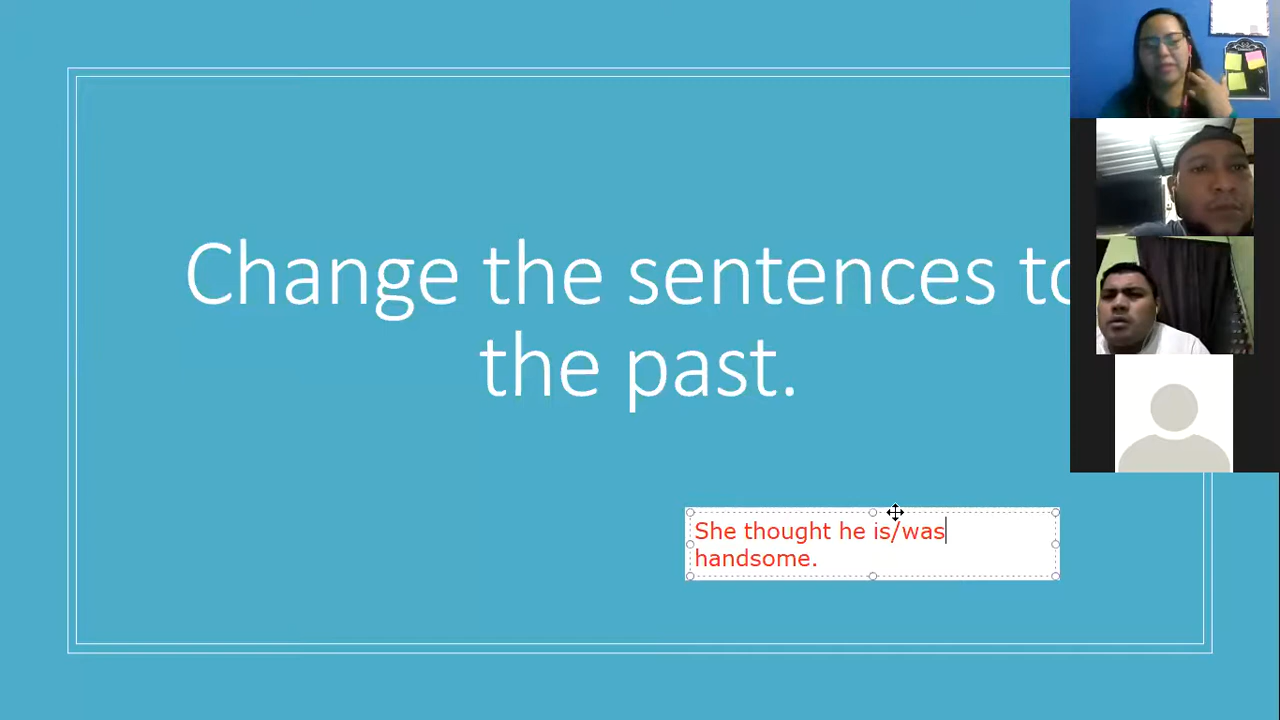 Change the sentences to
the past.
She thought he is/was
handsome.